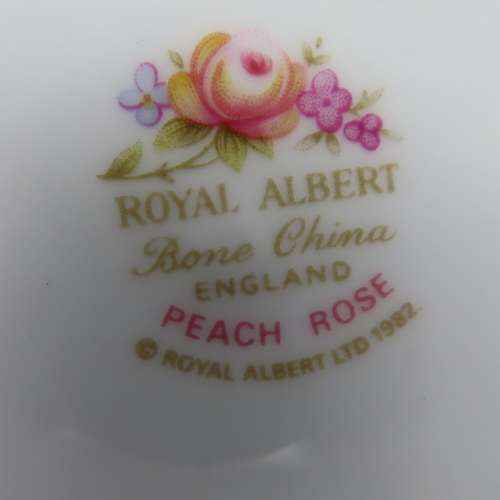 ROYAL ALBERT
Bone China
ENGLAND
PEACH ROSE
© ROYAL ALBERT LTD 1982